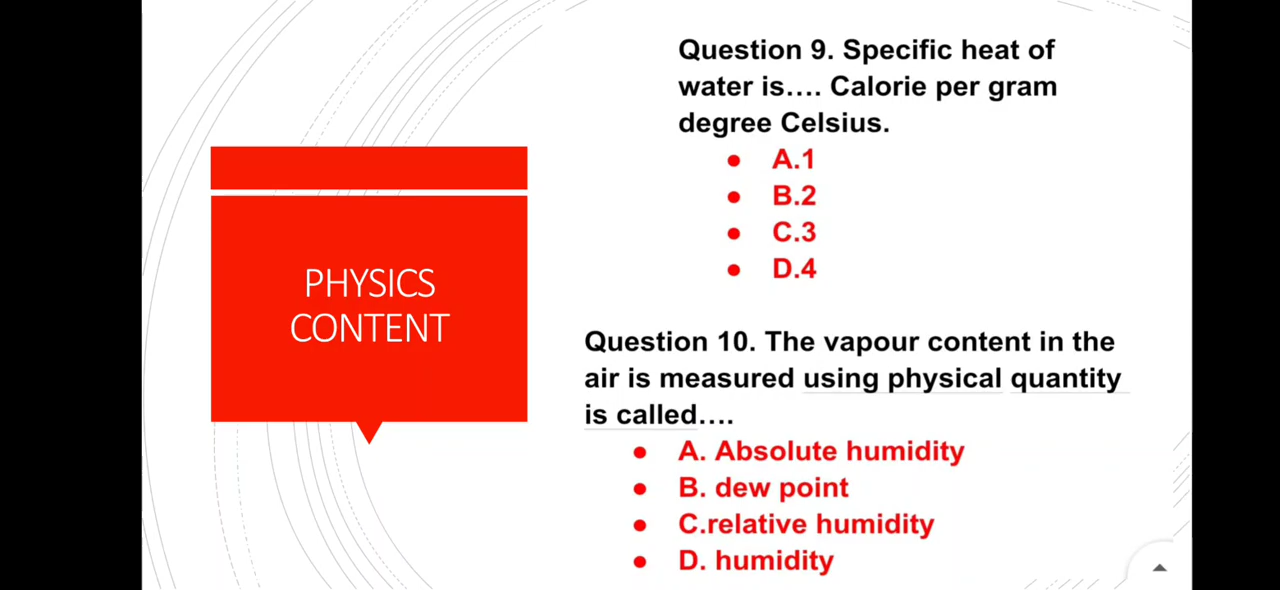 PHYSICS
CONTENT
Question 9. Specific heat of
water is…. Calorie per gram
degree Celsius.
● A.1
● B.2
● C.3
● D.4
Question 10. The vapour content in the
air is measured using physical quantity
is called….
● A. Absolute humidity
● B. dew point
● C.relative humidity
● D. humidity